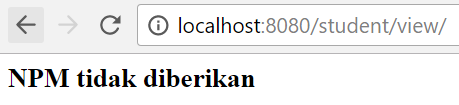 localhost:8080/student/view/
NPM tidak diberikan